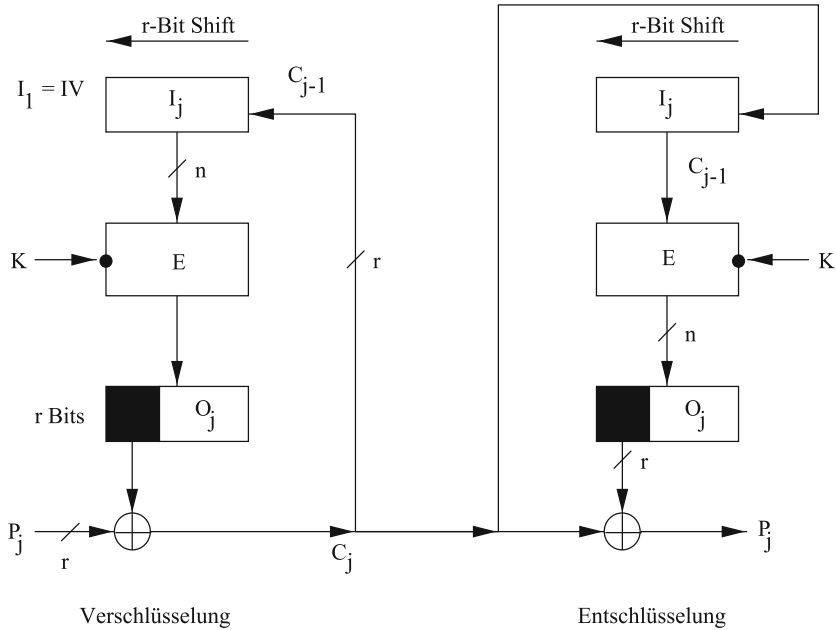 r-Bit Shift
r-Bit Shift
I1 = IV
Ij
Cj-1
Ij
n
Cj-1
K
E
r
E
K
n
r Bits
Oj
Oj
r
Pj
r
Cj
Pj
Verschlüsselung
Entschlüsselung